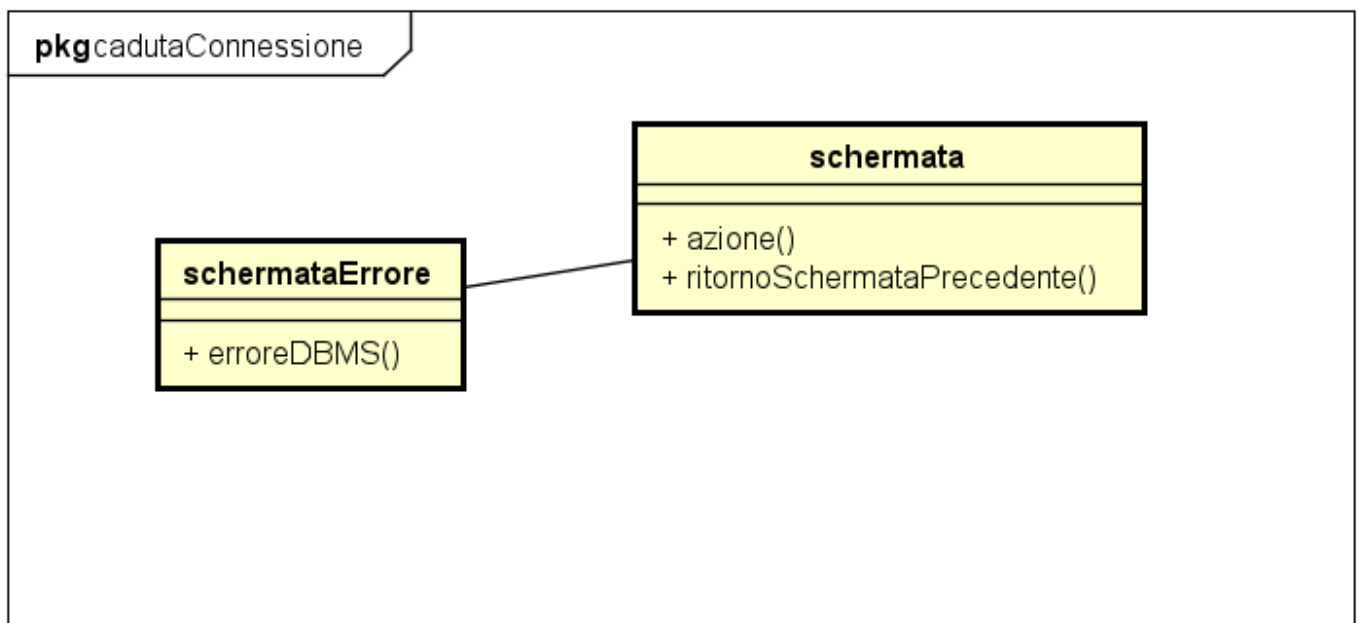 pkg cadutaConnessione
schermata
+ azione()
+ ritornoSchermataPrecedente()
schermataErrore
+ erroreDBMS()